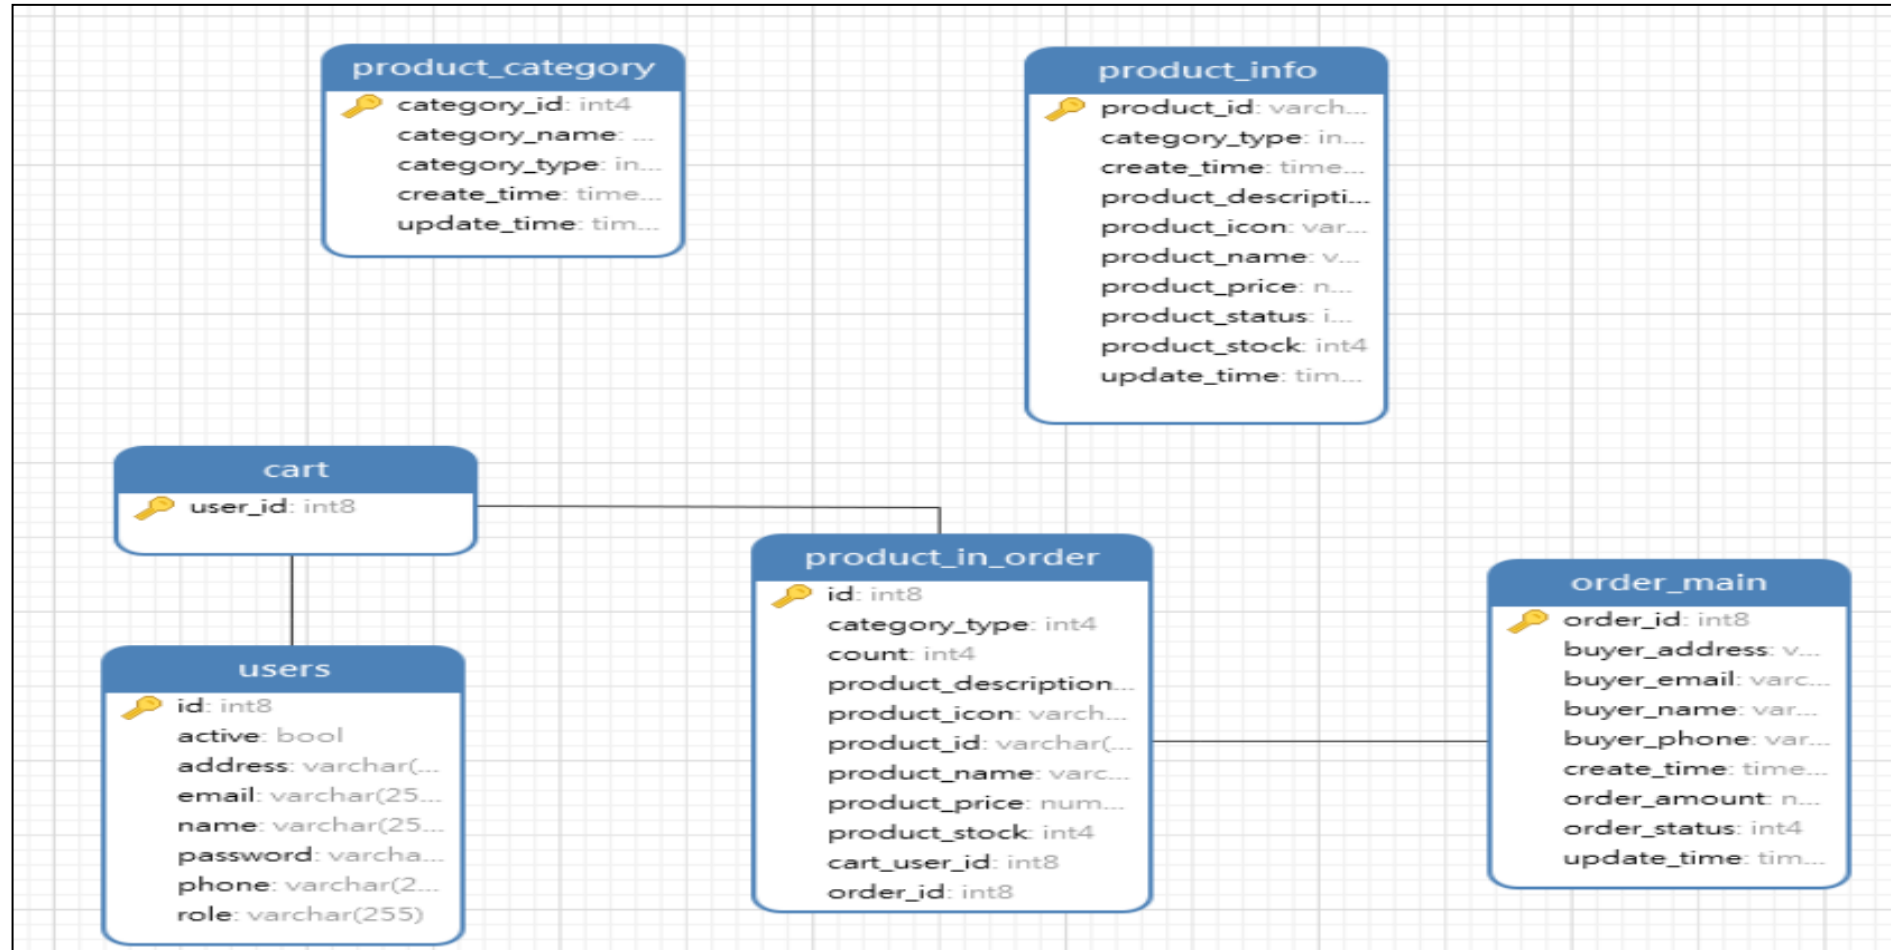 product_category
category_id: int4
category_name: ...
category_type: in...
create_time: time...
update_time: tim...
product_info
product_id: varch...
category_type: in...
create_time: time...
product_descripti...
product_icon: var...
product_name: v...
product_price: n...
product_status: i...
product_stock: int4
update_time: tim...
cart
user_id: int8
users
id: int8
active: bool
address: varchar(...
email: varchar(25...
name: varchar(25...
password: varcha...
phone: varchar(2...
role: varchar(255)
product_in_order
id: int8
category_type: int4
count: int4
product_description...
product_icon: varch...
product_id: varchar(...
product_name: varc...
product_price: num...
product_stock: int4
cart_user_id: int8
order_id: int8
order_main
order_id: int8
buyer_address: v...
buyer_email: varc...
buyer_name: var...
buyer_phone: var...
create_time: time...
order_amount: n...
order_status: int4
update_time: tim...